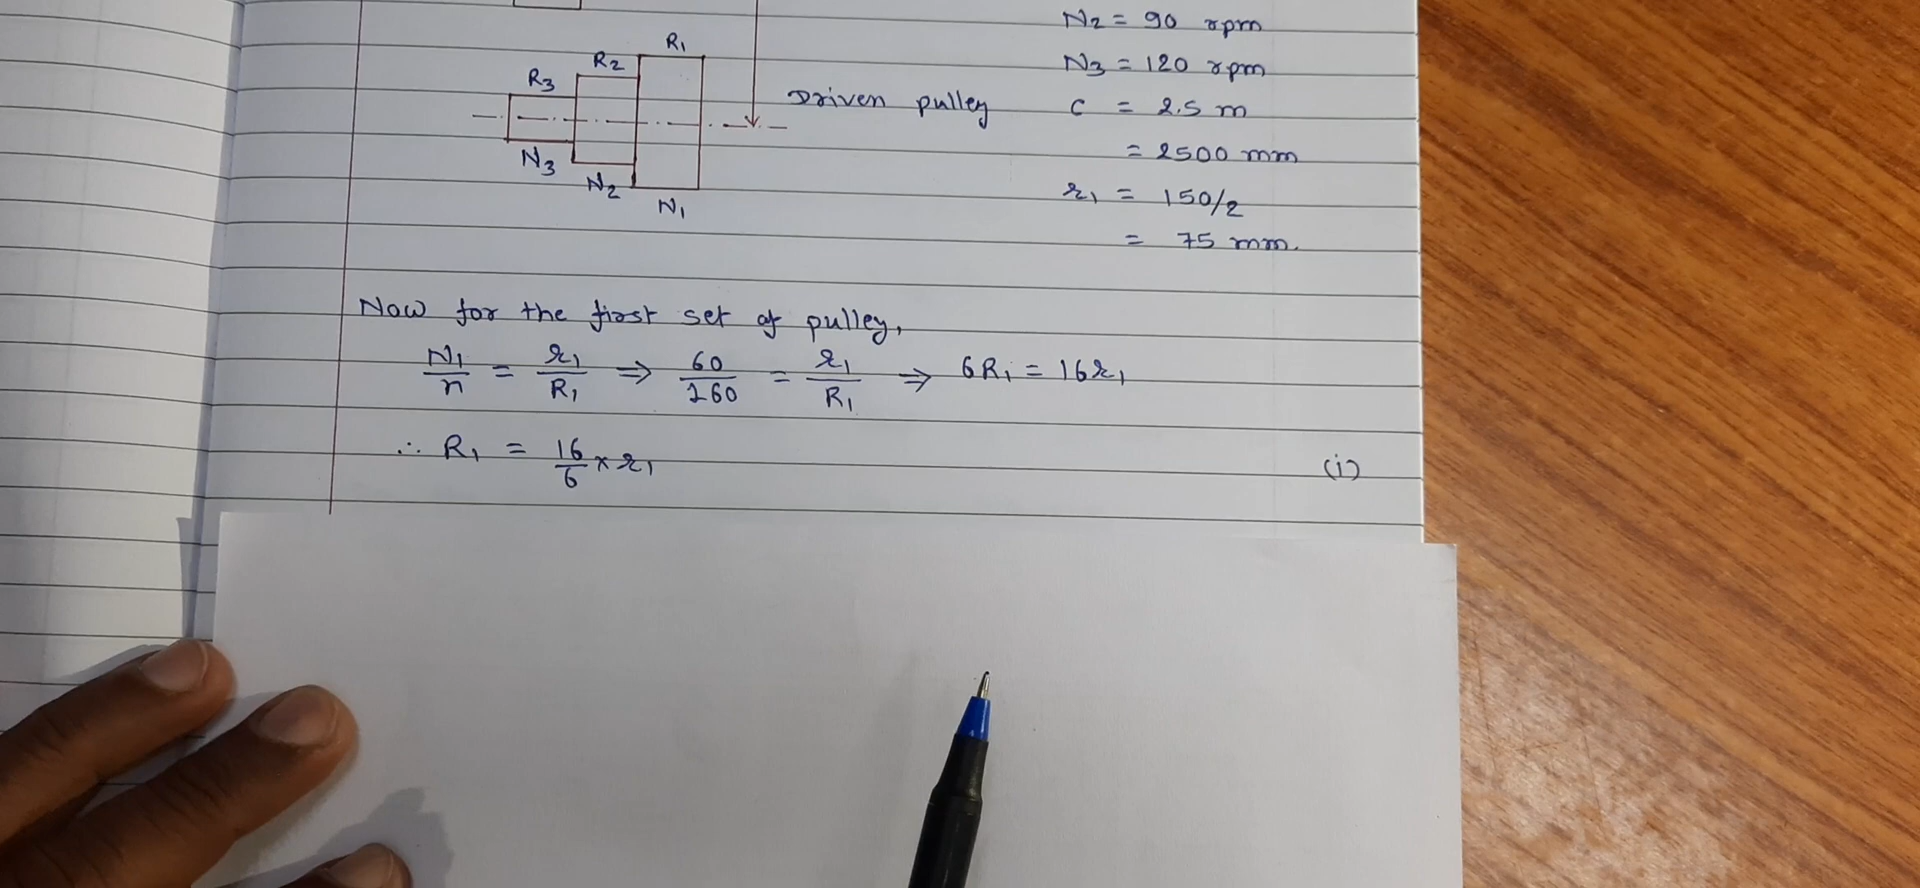 N2 = 90 rpm
R1
R2
N3 = 120 rpm
R3
Driven pulley
C = 2.5 m
N3
= 2500 mm
N2
r1 = 150/2
N1
= 75 mm.
Now for the first set of pulley,
N1/n = r1/R1 ⇒ 60/160 = r1/R1 ⇒ 6R1 = 16r1
∴ R1 = 16/6 × r1 (i)